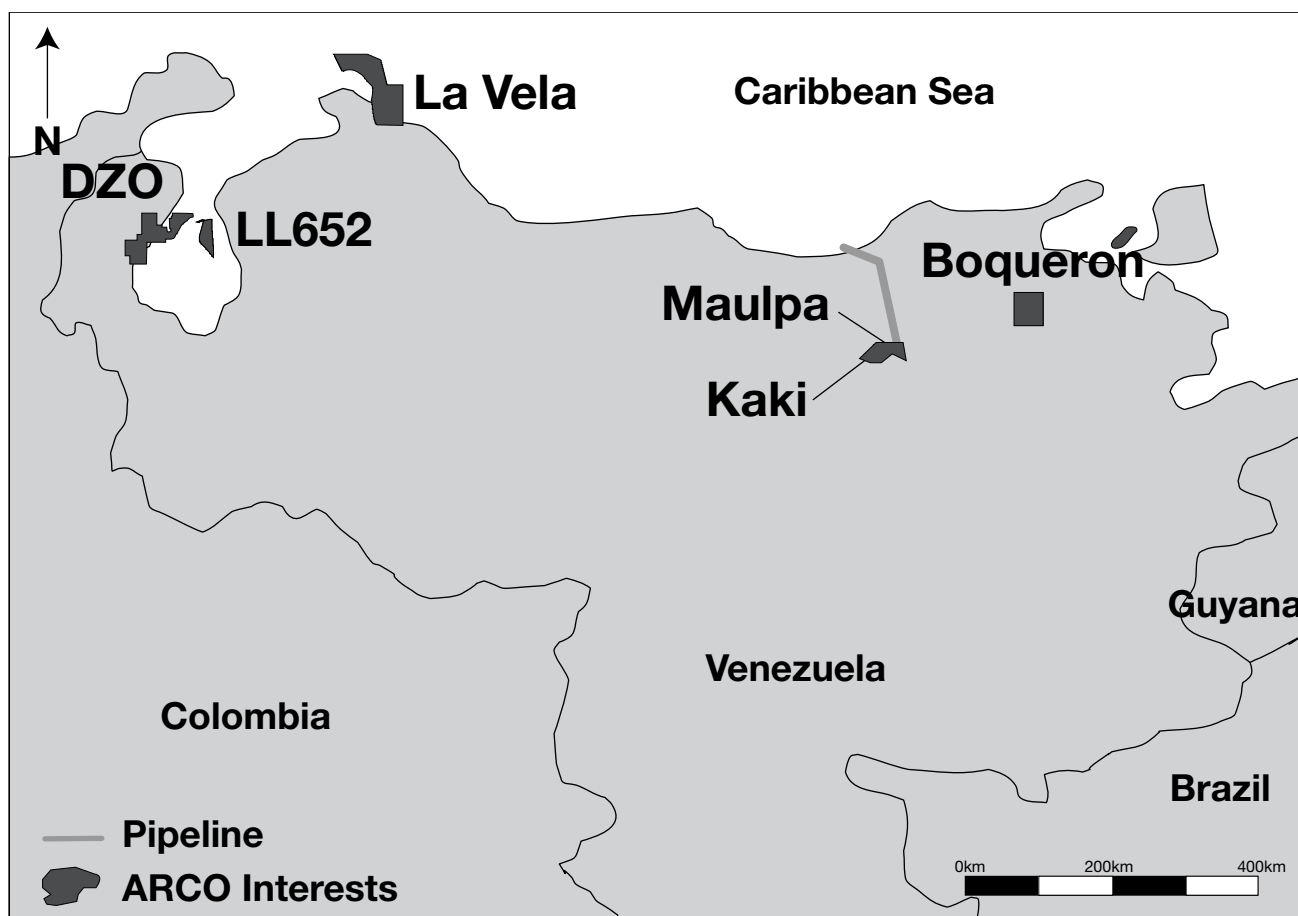 La Vela
Caribbean Sea
N
DZO
LL652
Boqueron
Maulpa
Kaki
Guyana
Venezuela
Colombia
Brazil
Pipeline
ARCO Interests
0km 200km 400km